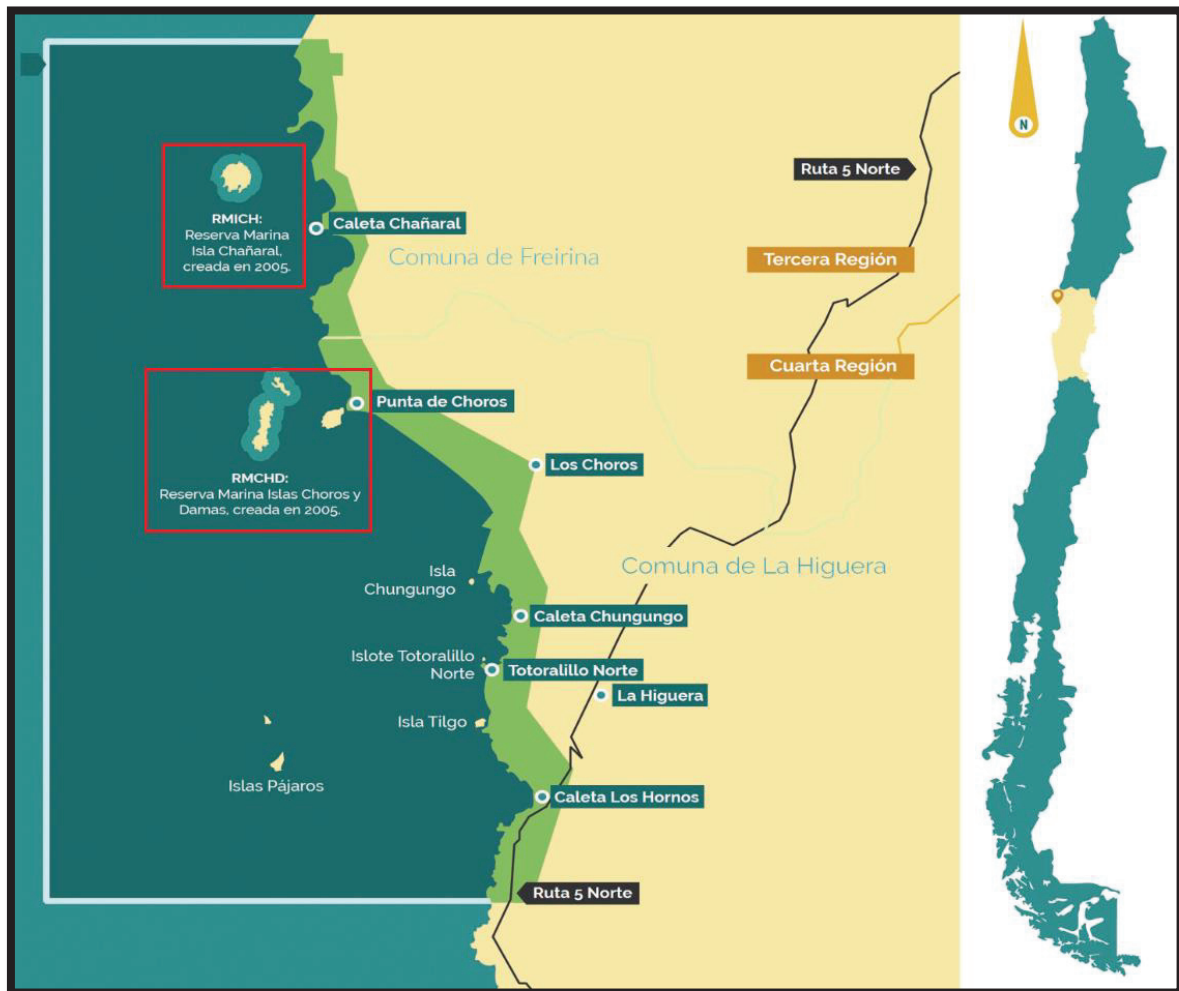 Ruta 5 Norte
RMICH:
Reserva Marina
Isla Chañaral,
creada en 2005.
Caleta Chañaral
Comuna de Freirina
Tercera Región
Cuarta Región
Punta de Choros
RMCHD:
Reserva Marina Islas Choros y
Damas, creada en 2005.
Los Choros
Comuna de La Higuera
Isla
Chungungo
Caleta Chungungo
Islote Totoralillo
Norte
Totoralillo Norte
La Higuera
Isla Tilgo
Islas Pájaros
Caleta Los Hornos
Ruta 5 Norte
N